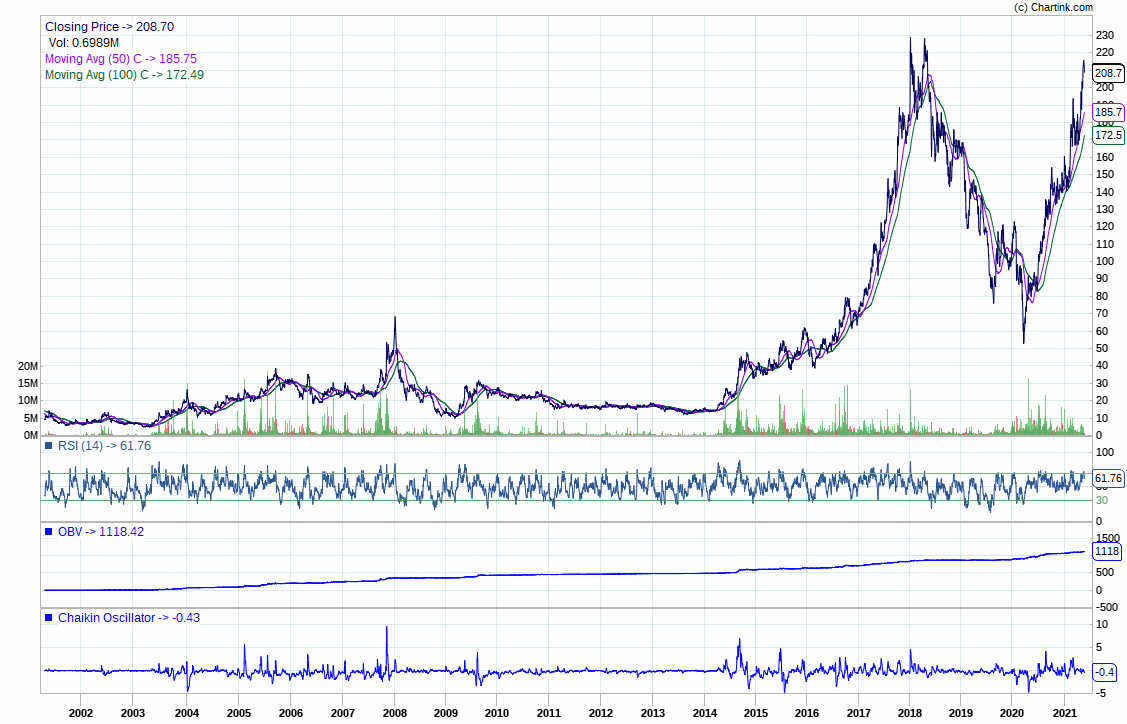 (c) Chartink.com
Closing Price -> 208.70
Vol: 0.6989M
Moving Avg (50) C -> 185.75
Moving Avg (100) C -> 172.49
230
220
208.7
200
185.7
172.5
160
150
140
130
120
110
100
90
80
70
60
50
40
30
20
10
0
20M
15M
10M
5M
0M
RSI (14) -> 61.76
100
61.76
30
0
OBV -> 1118.42
1500
1118
500
0
-500
Chaikin Oscillator -> -0.43
10
5
-0.4
-5
2002 2003 2004 2005 2006 2007 2008 2009 2010 2011 2012 2013 2014 2015 2016 2017 2018 2019 2020 2021